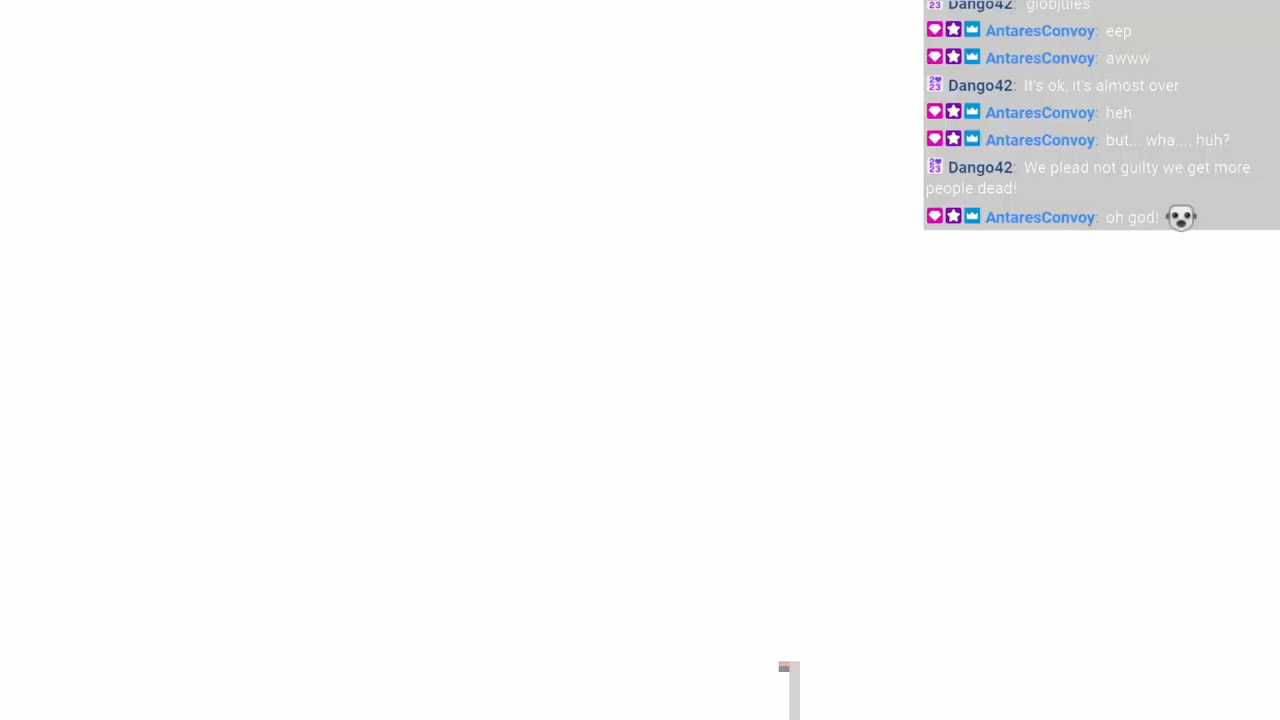 Dango42: globjuies
AntaresConvoy: eep
AntaresConvoy: awww
Dango42: It's ok, it's almost over
AntaresConvoy: heh
AntaresConvoy: but... wha.... huh?
Dango42: We plead not guilty we get more
people dead!
AntaresConvoy: oh god!